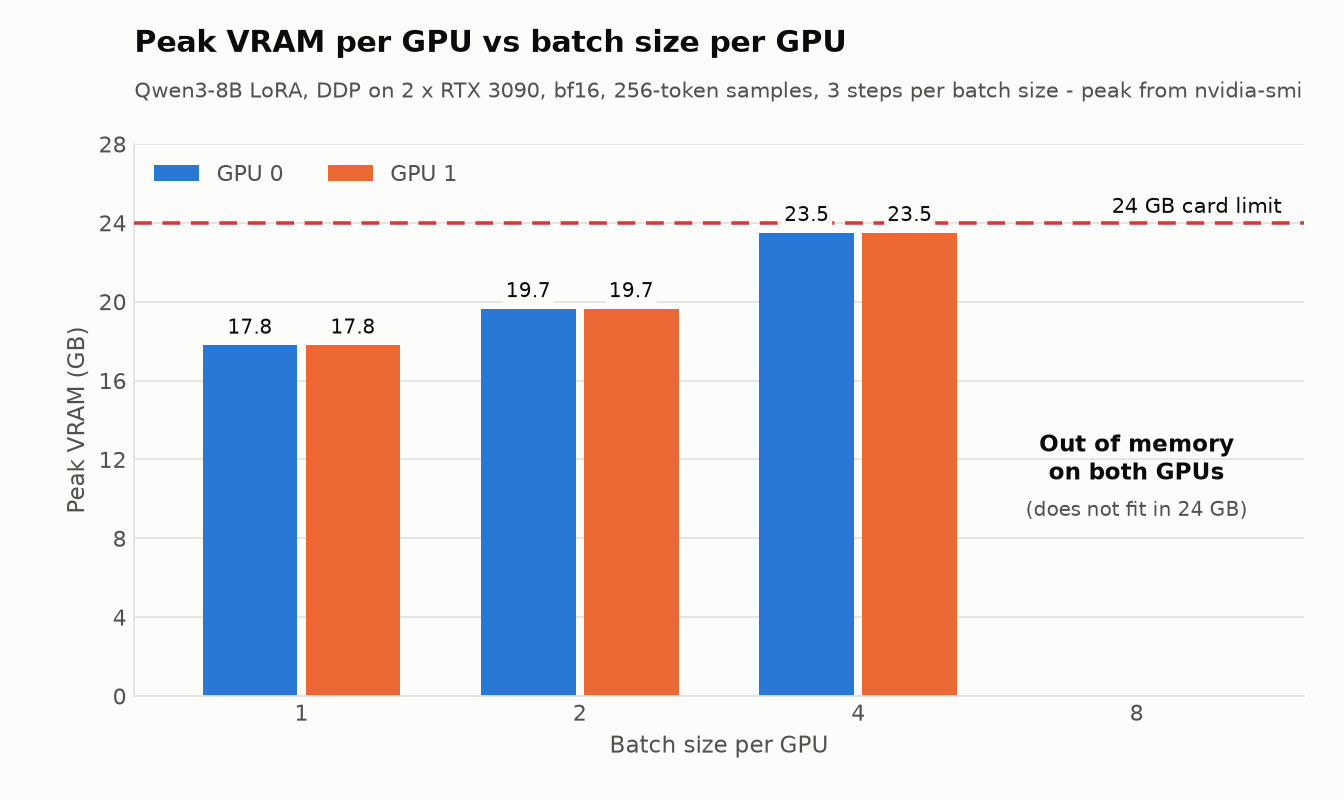 Peak VRAM per GPU vs batch size per GPU
Qwen3-8B LoRA, DDP on 2 x RTX 3090, bf16, 256-token samples, 3 steps per batch size - peak from nvidia-smi
28
GPU 0 GPU 1
24 GB card limit
23.5 23.5
24
19.7 19.7
20
17.8 17.8
16
Out of memory
on both GPUs
(does not fit in 24 GB)
12
8
4
0
Peak VRAM (GB)
1 2 4 8
Batch size per GPU